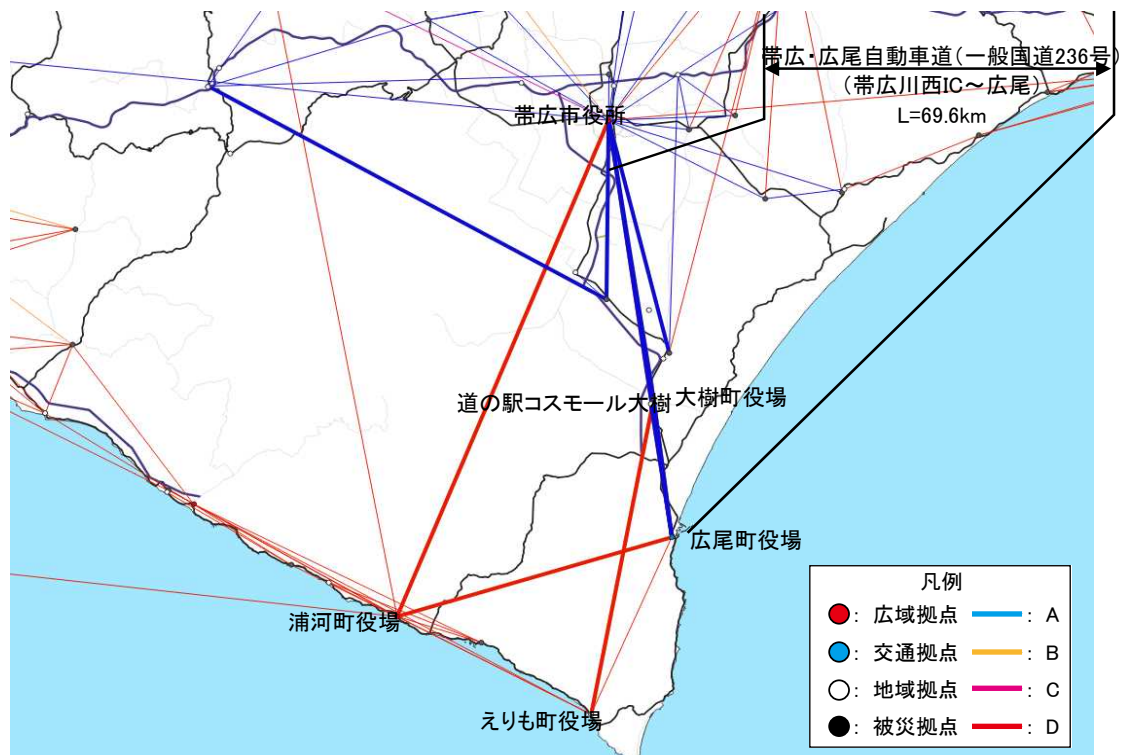 帯広・広尾自動車道(一般国道236号)
(帯広川西IC～広尾)
L=69.6km
帯広市役所
道の駅コスモール大樹
大樹町役場
広尾町役場
浦河町役場
えりも町役場
凡例
: 広域拠点 : A
: 交通拠点 : B
: 地域拠点 : C
: 被災拠点 : D